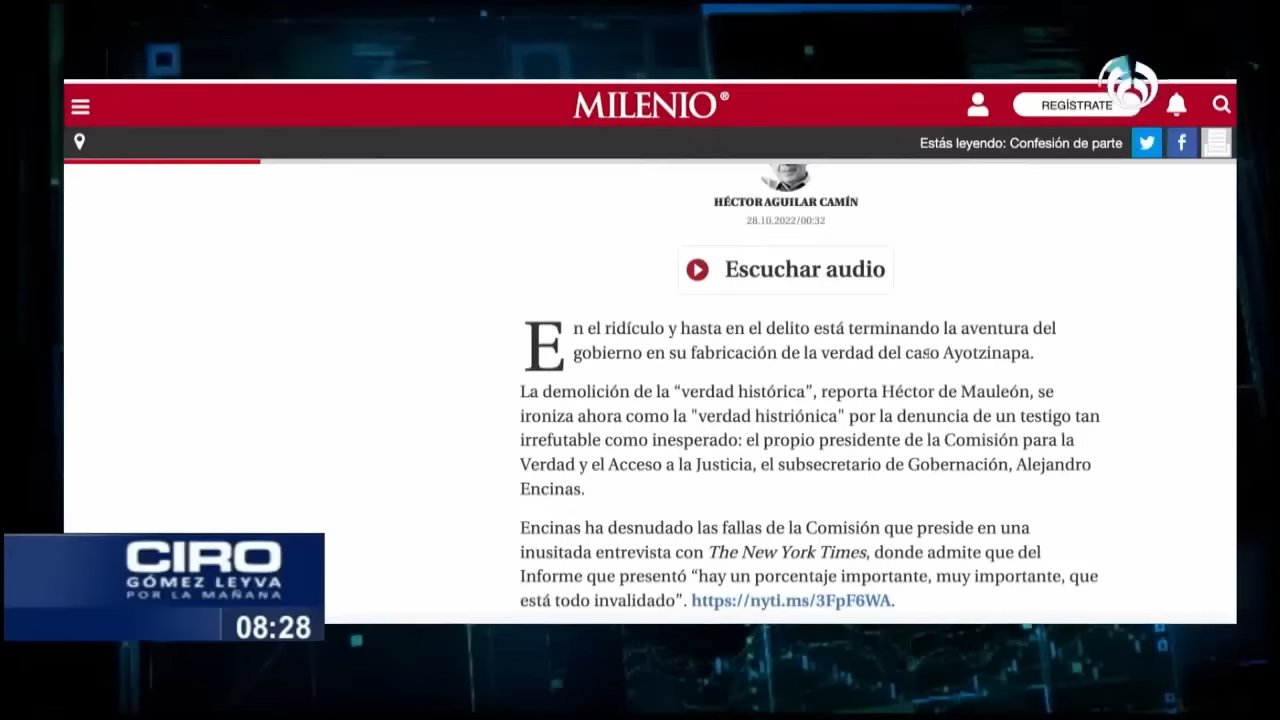 MILENIO®
REGÍSTRATE
Estás leyendo: Confesión de parte
HÉCTOR AGUILAR CAMÍN
28.10.2022/00:32
Escuchar audio
En el ridículo y hasta en el delito está terminando la aventura del
gobierno en su fabricación de la verdad del caso Ayotzinapa.
La demolición de la “verdad histórica”, reporta Héctor de Mauleón, se
ironiza ahora como la "verdad histriónica" por la denuncia de un testigo tan
irrefutable como inesperado: el propio presidente de la Comisión para la
Verdad y el Acceso a la Justicia, el subsecretario de Gobernación, Alejandro
Encinas.
Encinas ha desnudado las fallas de la Comisión que preside en una
inusitada entrevista con The New York Times, donde admite que del
Informe que presentó “hay un porcentaje importante, muy importante, que
está todo invalidado”. https://nyti.ms/3FpF6WA.
CIRO
GÓMEZ LEYVA
POR LA MAÑANA
08:28